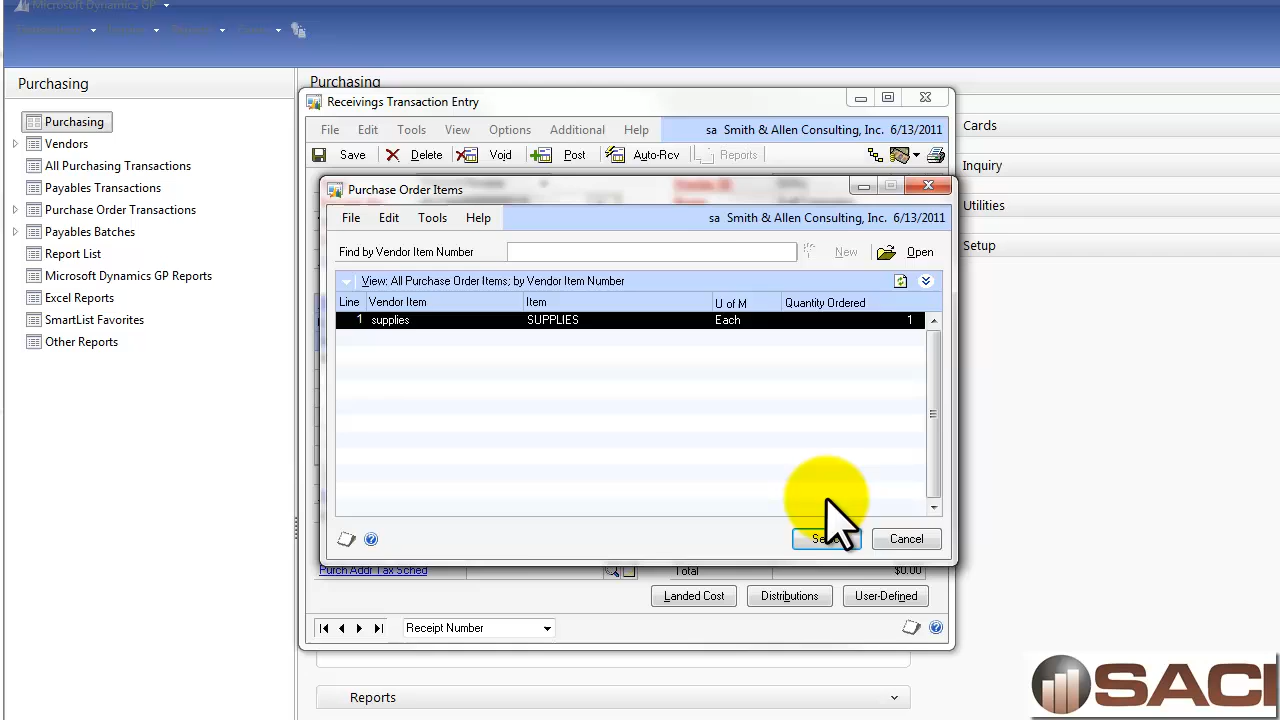 Microsoft Dynamics GP
Purchasing
Purchasing
Vendors
All Purchasing Transactions
Payables Transactions
Purchase Order Transactions
Payables Batches
Report List
Microsoft Dynamics GP Reports
Excel Reports
SmartList Favorites
Other Reports
Purchasing
Cards
Inquiry
Utilities
Setup
Receivings Transaction Entry
File Edit Tools View Options Additional Help
sa Smith & Allen Consulting, Inc. 6/13/2011
Save Delete Void Post Auto-Rcv Reports
Purchase Order Items
File Edit Tools Help
sa Smith & Allen Consulting, Inc. 6/13/2011
Find by Vendor Item Number
New Open
View: All Purchase Order Items; by Vendor Item Number
Line Vendor Item Item U of M Quantity Ordered
1 supplies SUPPLIES Each 1
Cancel
Purch Addr Tax Sched
Total $0.00
Landed Cost Distributions User-Defined
Receipt Number
Reports
SACI